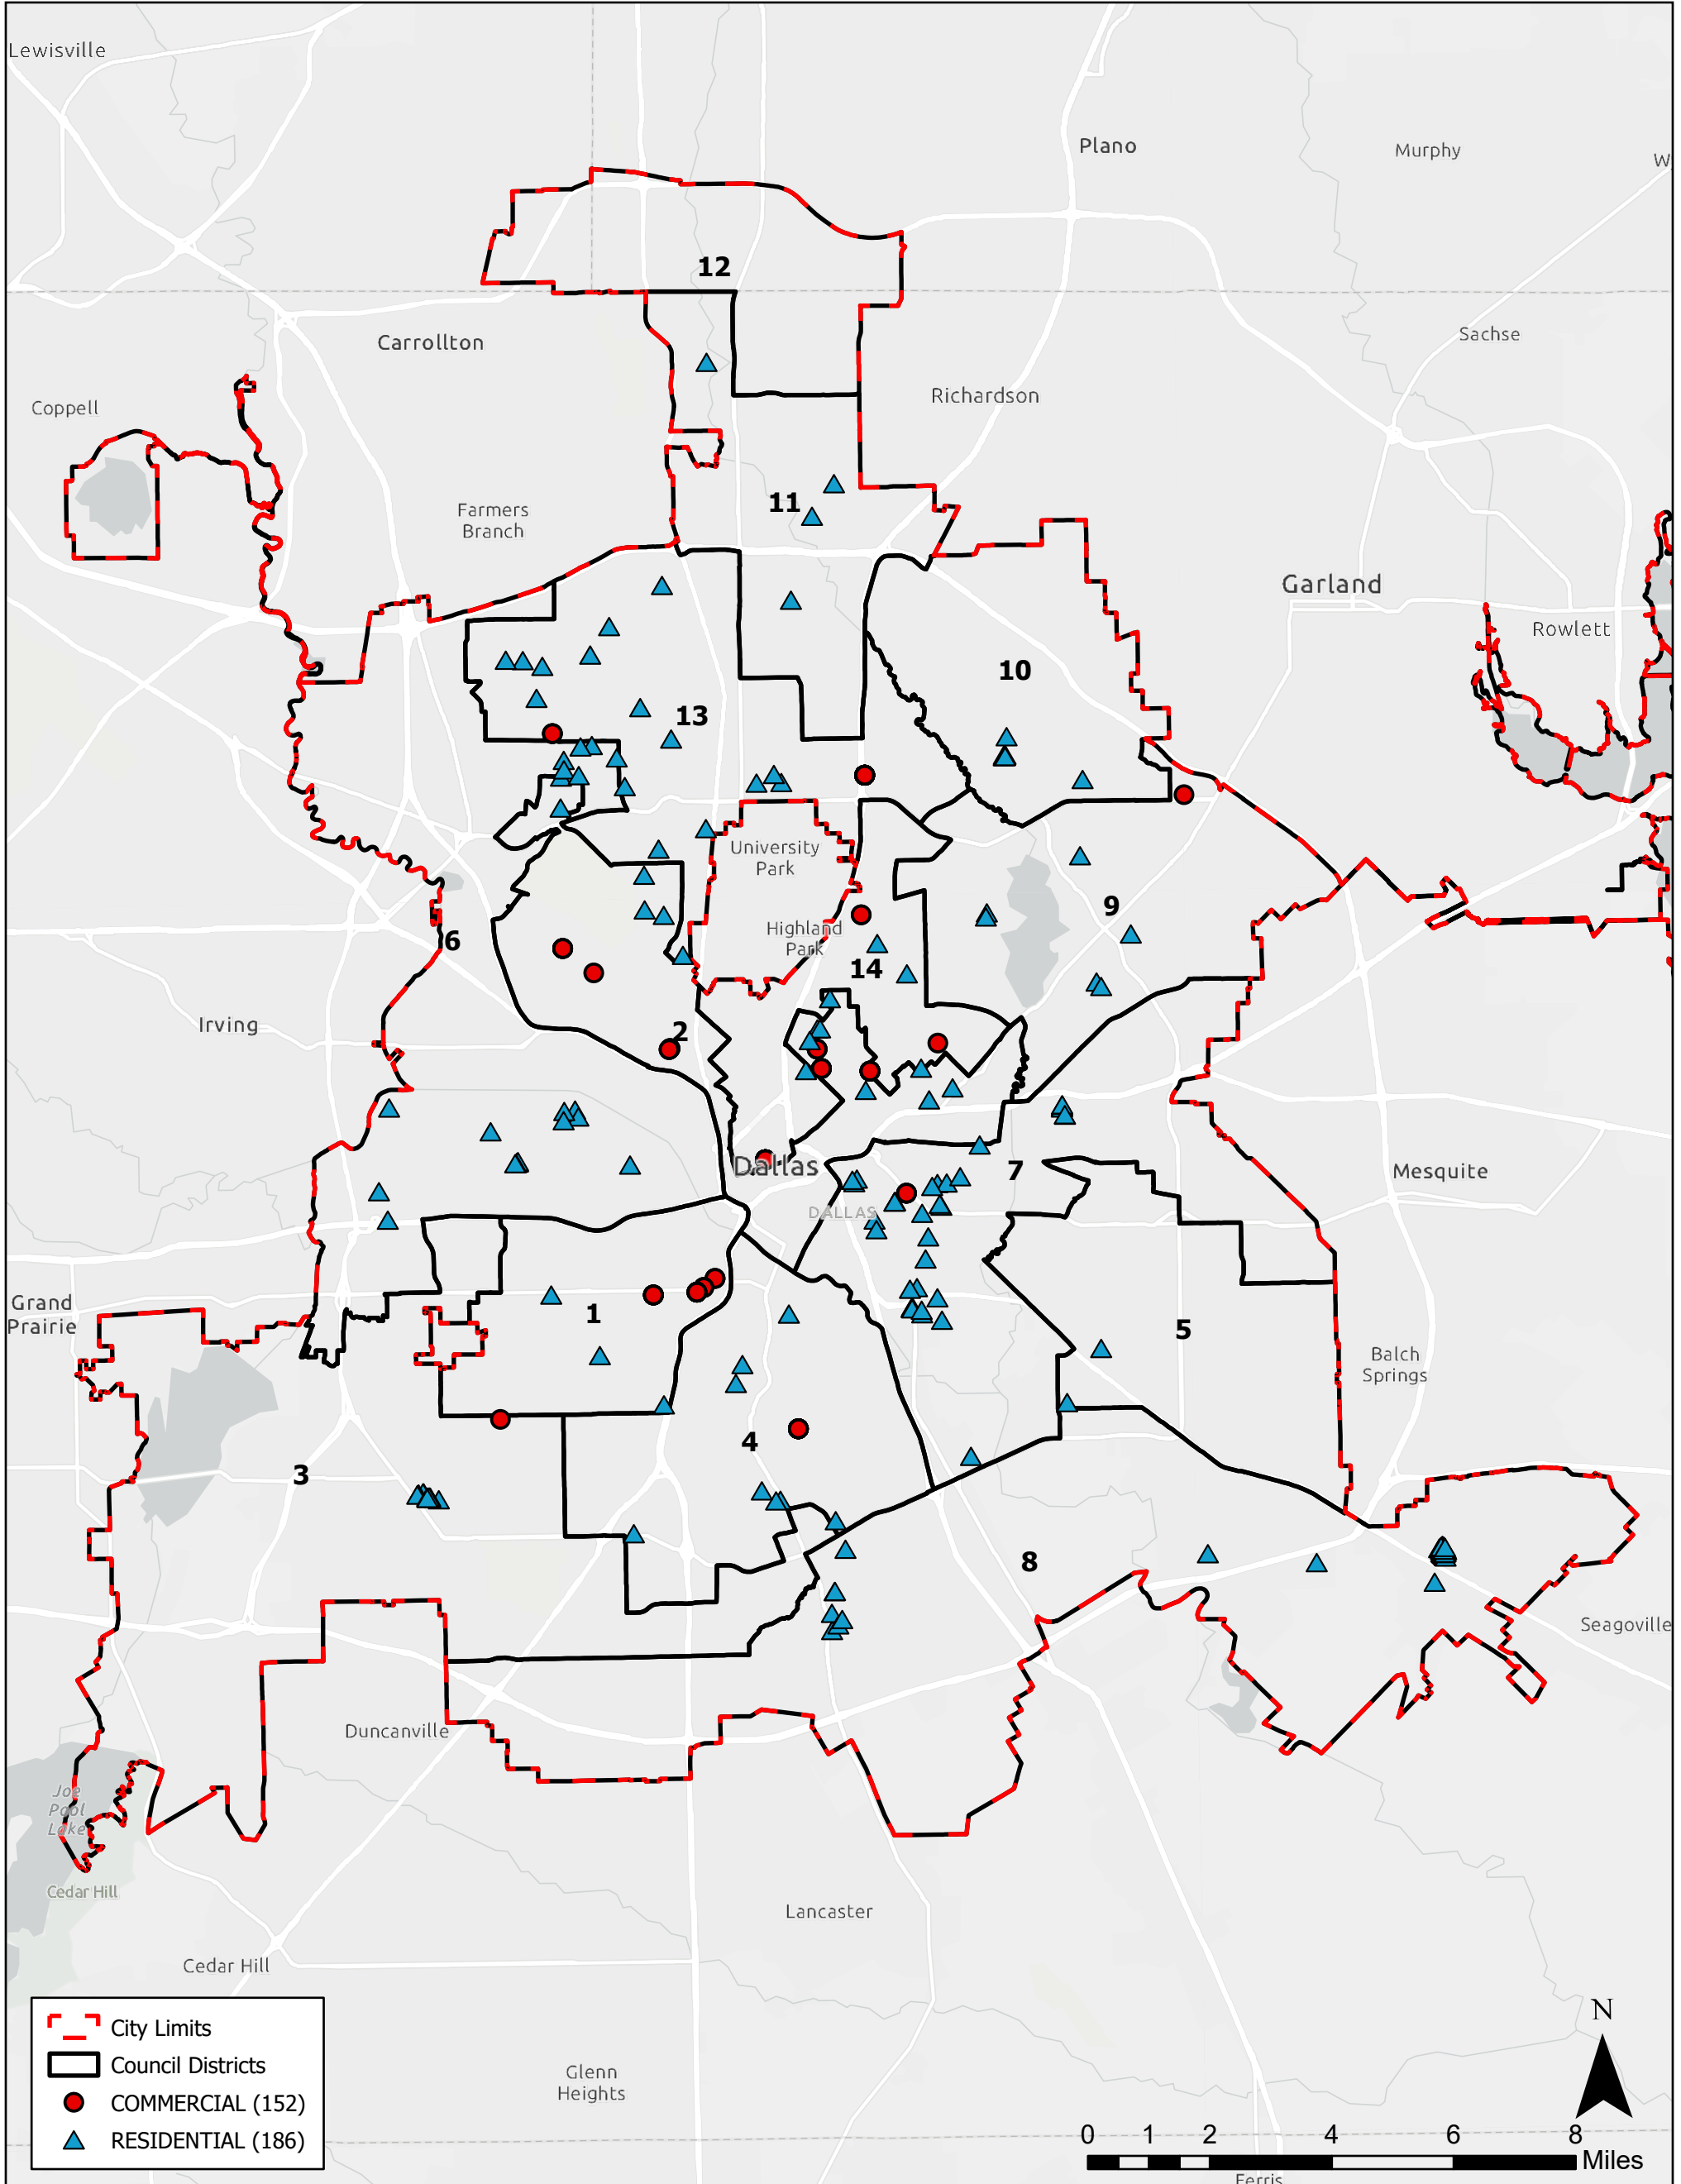 Lewisville
Plano
Murphy
W
12
Carrollton
Sachse
Coppell
Richardson
11
Farmers
Branch
Garland
Rowlett
10
13
University
Park
9
6
Highland
Park
14
Irving
2
Dallas
7
Mesquite
DALLAS
Grand
Prairie
1
5
Balch
Springs
4
3
8
Seagoville
Duncanville
Joe
Pool
Lake
Cedar Hill
Lancaster
Cedar Hill
City Limits
Council Districts
COMMERCIAL (152)
RESIDENTIAL (186)
Glenn
Heights
N
0 1 2 4 6 8
Miles
Ferris